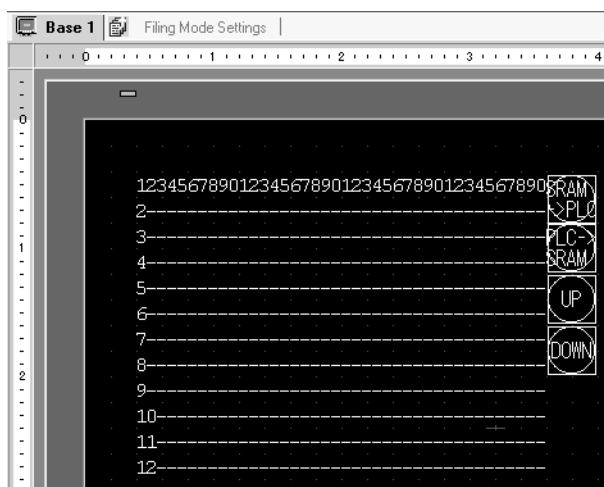 Base 1 Filing Mode Settings
0 1 2 3 4
0
1
2
1234567890123456789012345678901234567890
2
3
4
5
6
7
8
9
10
11
12
SRAM
->PLC
PLC->
SRAM
UP
DOWN